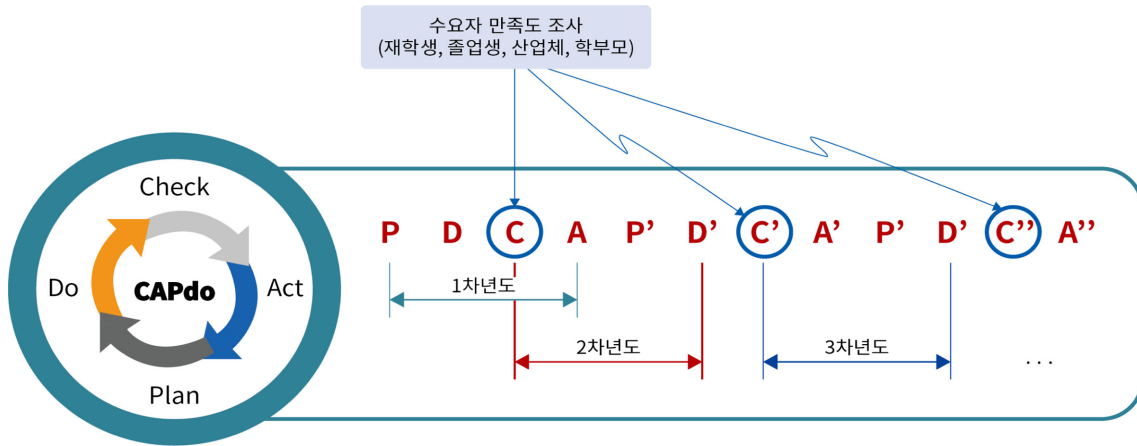 수요자 만족도 조사
(재학생, 졸업생, 산업체, 학부모)
Check
Do
CAPdo
Act
Plan
P D C A P’ D’ C’ A’ P’ D’ C’’ A’’
1차년도
2차년도
3차년도
...